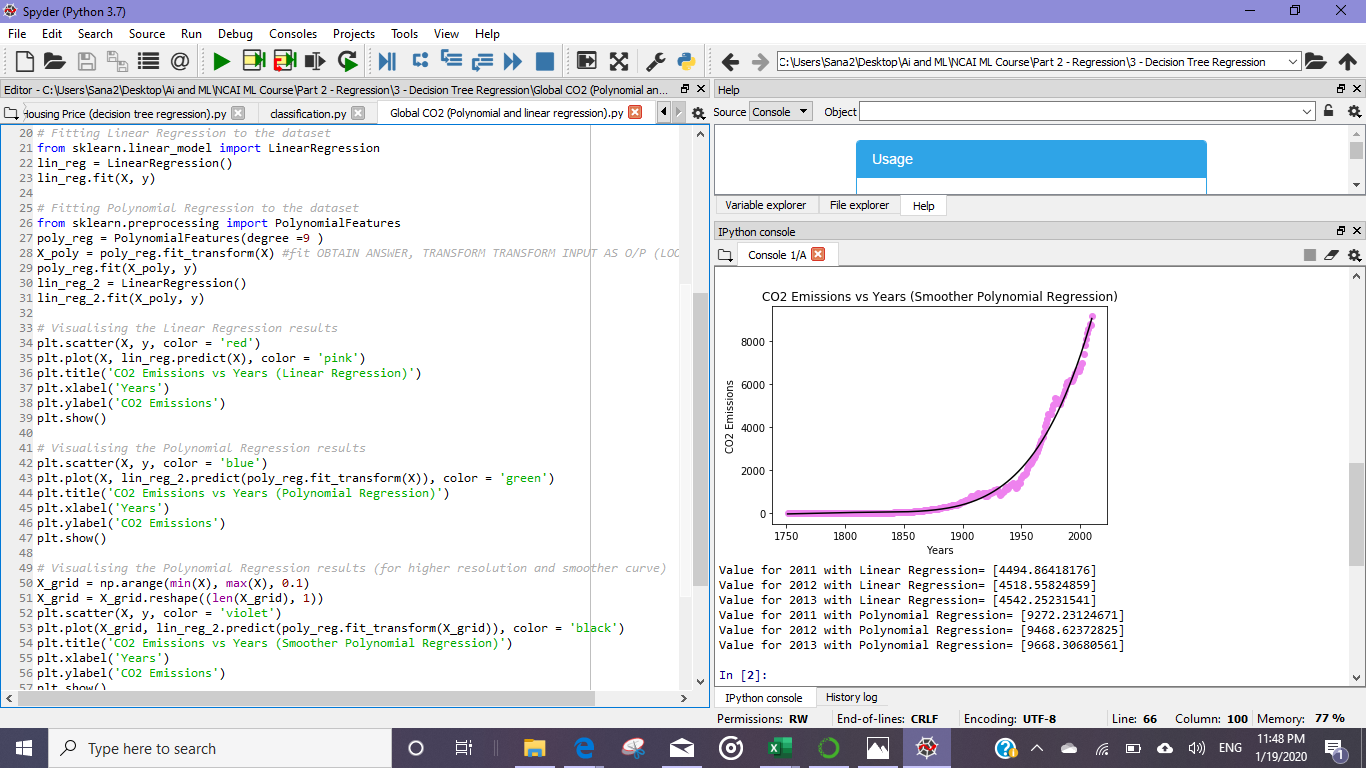 Spyder (Python 3.7)
File Edit Search Source Run Debug Consoles Projects Tools View Help
C:\Users\Sana2\Desktop\Ai and ML\NCAI ML Course\Part 2 - Regression\3 - Decision Tree Regression
Editor - C:\Users\Sana2\Desktop\Ai and ML\NCAI ML Course\Part 2 - Regression\3 - Decision Tree Regression\Global CO2 (Polynomial an...
Housing Price (decision tree regression).py classification.py Global CO2 (Polynomial and linear regression).py
20 # Fitting Linear Regression to the dataset
21 from sklearn.linear_model import LinearRegression
22 lin_reg = LinearRegression()
23 lin_reg.fit(X, y)
24
25 # Fitting Polynomial Regression to the dataset
26 from sklearn.preprocessing import PolynomialFeatures
27 poly_reg = PolynomialFeatures(degree =9 )
28 X_poly = poly_reg.fit_transform(X) #fit OBTAIN ANSWER, TRANSFORM TRANSFORM INPUT AS O/P (LOC
29 poly_reg.fit(X_poly, y)
30 lin_reg_2 = LinearRegression()
31 lin_reg_2.fit(X_poly, y)
32
33 # Visualising the Linear Regression results
34 plt.scatter(X, y, color = 'red')
35 plt.plot(X, lin_reg.predict(X), color = 'pink')
36 plt.title('CO2 Emissions vs Years (Linear Regression)')
37 plt.xlabel('Years')
38 plt.ylabel('CO2 Emissions')
39 plt.show()
40
41 # Visualising the Polynomial Regression results
42 plt.scatter(X, y, color = 'blue')
43 plt.plot(X, lin_reg_2.predict(poly_reg.fit_transform(X)), color = 'green')
44 plt.title('CO2 Emissions vs Years (Polynomial Regression)')
45 plt.xlabel('Years')
46 plt.ylabel('CO2 Emissions')
47 plt.show()
48
49 # Visualising the Polynomial Regression results (for higher resolution and smoother curve)
50 X_grid = np.arange(min(X), max(X), 0.1)
51 X_grid = X_grid.reshape((len(X_grid), 1))
52 plt.scatter(X, y, color = 'violet')
53 plt.plot(X_grid, lin_reg_2.predict(poly_reg.fit_transform(X_grid)), color = 'black')
54 plt.title('CO2 Emissions vs Years (Smoother Polynomial Regression)')
55 plt.xlabel('Years')
56 plt.ylabel('CO2 Emissions')
57 plt.show()
Help
Source Console Object
Usage
Variable explorer File explorer Help
IPython console
Console 1/A
CO2 Emissions vs Years (Smoother Polynomial Regression)
8000
6000
4000
2000
0
CO2 Emissions
1750 1800 1850 1900 1950 2000
Years
Value for 2011 with Linear Regression= [4494.86418176]
Value for 2012 with Linear Regression= [4518.55824859]
Value for 2013 with Linear Regression= [4542.25231541]
Value for 2011 with Polynomial Regression= [9272.23124671]
Value for 2012 with Polynomial Regression= [9468.62372825]
Value for 2013 with Polynomial Regression= [9668.30680561]
In [2]:
IPython console History log
Permissions: RW End-of-lines: CRLF Encoding: UTF-8 Line: 66 Column: 100 Memory: 77 %
Type here to search
ENG
11:48 PM
1/19/2020
1